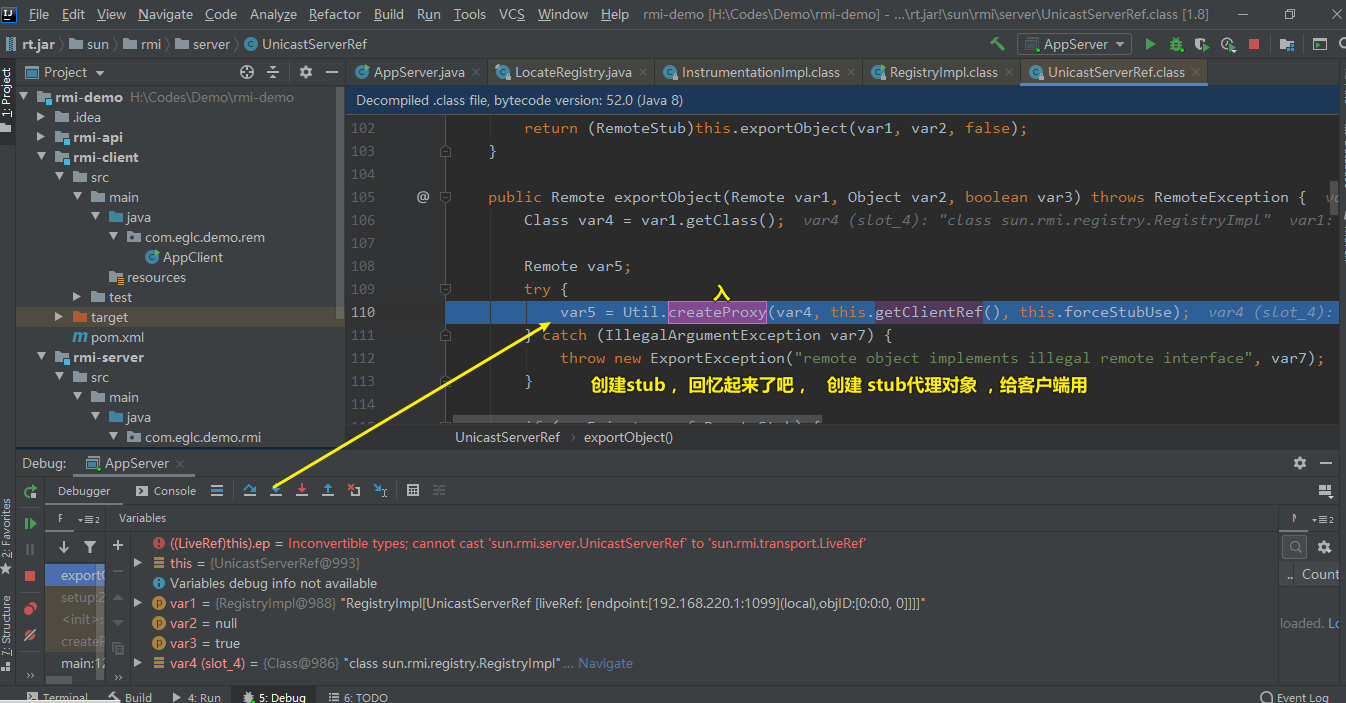 File Edit View Navigate Code Analyze Refactor Build Run Tools VCS Window Help rmi-demo [H:\Codes\Demo\rmi-demo] - ...\rt.jar!\sun\rmi\server\UnicastServerRef.class [1.8]
rt.jar sun rmi server UnicastServerRef AppServer
1: Project
Project
AppServer.java LocateRegistry.java InstrumentationImpl.class RegistryImpl.class UnicastServerRef.class
rmi-demo H:\Codes\Demo\rmi-demo
.idea
rmi-api
rmi-client
src
main
java
com.eglc.demo.rem
AppClient
resources
test
target
pom.xml
rmi-server
src
main
java
com.eglc.demo.rmi
Decompiled .class file, bytecode version: 52.0 (Java 8)
102 return (RemoteStub)this.exportObject(var1, var2, false);
103 }
104
105 @ public Remote exportObject(Remote var1, Object var2, boolean var3) throws RemoteException {
106 Class var4 = var1.getClass(); var4 (slot_4): "class sun.rmi.registry.RegistryImpl" var1:
107
108 Remote var5;
109 try {
入
110 var5 = Util.createProxy(var4, this.getClientRef(), this.forceStubUse); var4 (slot_4):
111 } catch (IllegalArgumentException var7) {
112 throw new ExportException("remote object implements illegal remote interface", var7);
113 }
创建stub ，回忆起来了吧， 创建 stub代理对象 ，给客户端用
114
UnicastServerRef exportObject()
Debug: AppServer
Debugger Console
Variables
((LiveRef)this).ep = Inconvertible types; cannot cast 'sun.rmi.server.UnicastServerRef' to 'sun.rmi.transport.LiveRef'
this = {UnicastServerRef@993}
Variables debug info not available
var1 = {RegistryImpl@988} "RegistryImpl[UnicastServerRef [liveRef: [endpoint:[192.168.220.1:1099](local),objID:[0:0:0, 0]]]]"
var2 = null
var3 = true
var4 (slot_4) = {Class@986} "class sun.rmi.registry.RegistryImpl" ... Navigate
setup:2
<init>:
main:12
.. Count
loaded.
2: Favorites
7: Structure
Terminal Build 4: Run 5: Debug 6: TODO Event Log